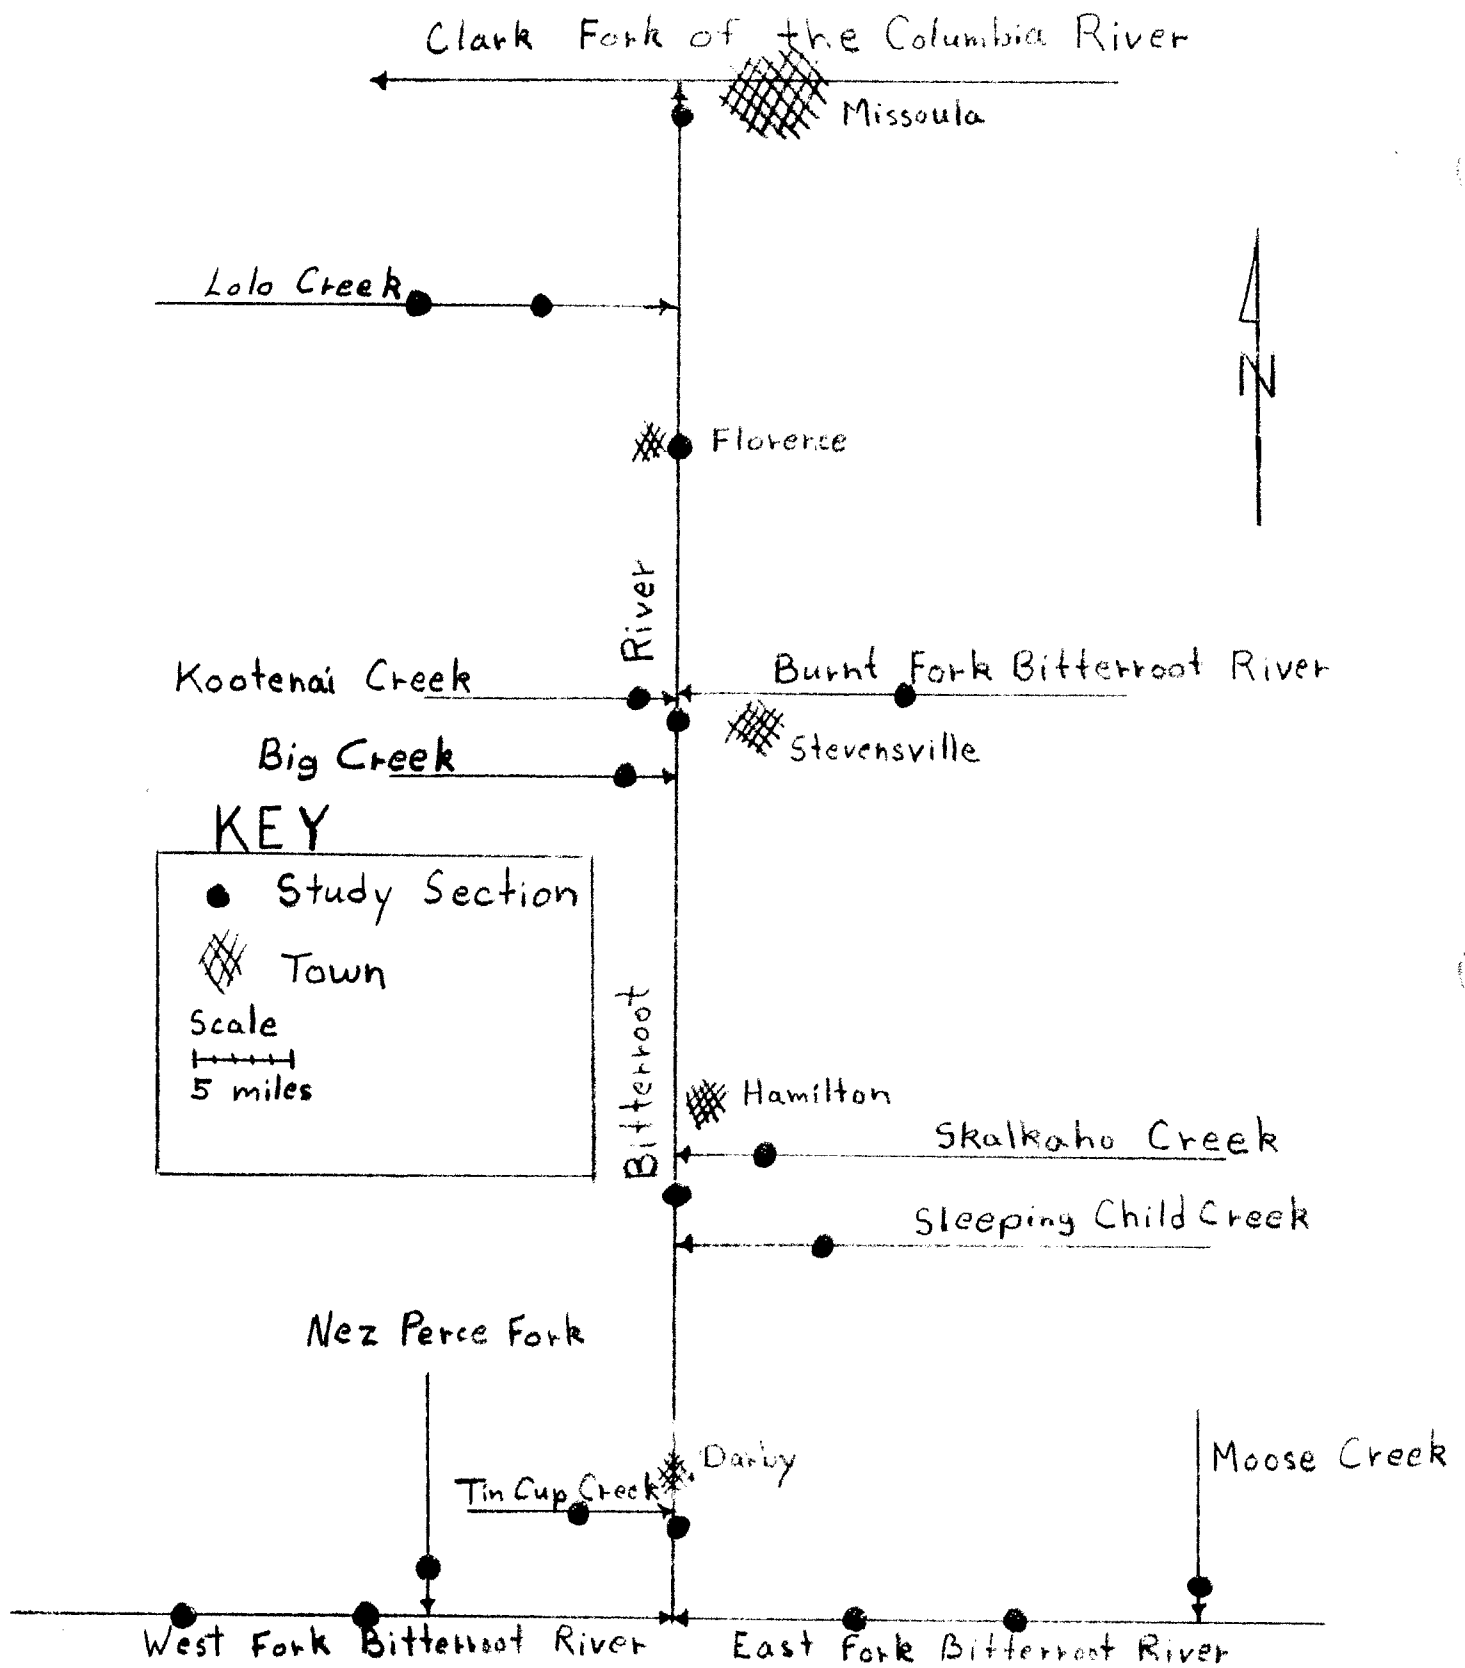 Clark Fork of the Columbia River
Missoula
Lolo Creek
N
Florence
River
Kootenai Creek
Burnt Fork Bitterroot River
Stevensville
Big Creek
KEY
Study Section
Town
Scale
5 miles
Bitterroot
Hamilton
Skalkaho Creek
Sleeping Child Creek
Nez Perce Fork
Darby
Moose Creek
Tin Cup Creek
West Fork Bitterroot River
East Fork Bitterroot River